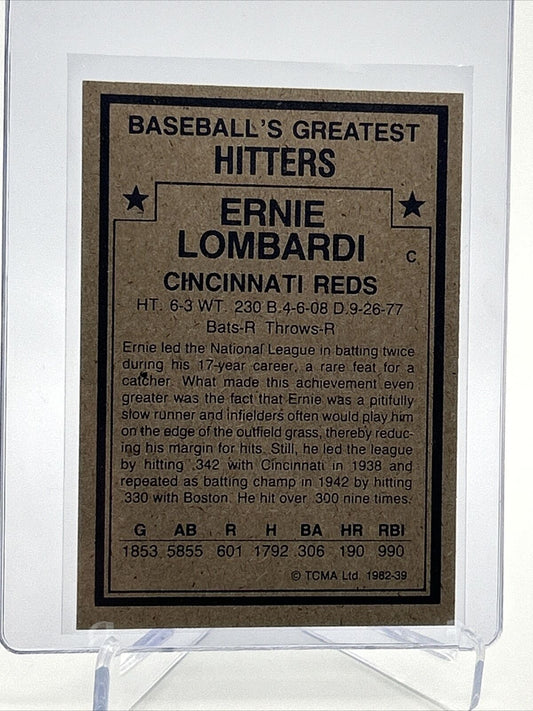 BASEBALL'S GREATEST
HITTERS
ERNIE
LOMBARDI
C
CINCINNATI REDS
HT. 6-3 WT. 230 B.4-6-08 D.9-26-77
Bats-R Throws-R
Ernie led the National League in batting twice
during his 17-year career, a rare feat for a
catcher. What made this achievement even
greater was the fact that Ernie was a pitifully
slow runner and infielders often would play him
on the edge of the outfield grass, thereby reduc-
ing his margin for hits. Still, he led the league
by hitting .342 with Cincinnati in 1938 and
repeated as batting champ in 1942 by hitting
.330 with Boston. He hit over .300 nine times.
G AB R H BA HR RBI
1853 5855 601 1792 .306 190 990
© TCMA Ltd. 1982-39